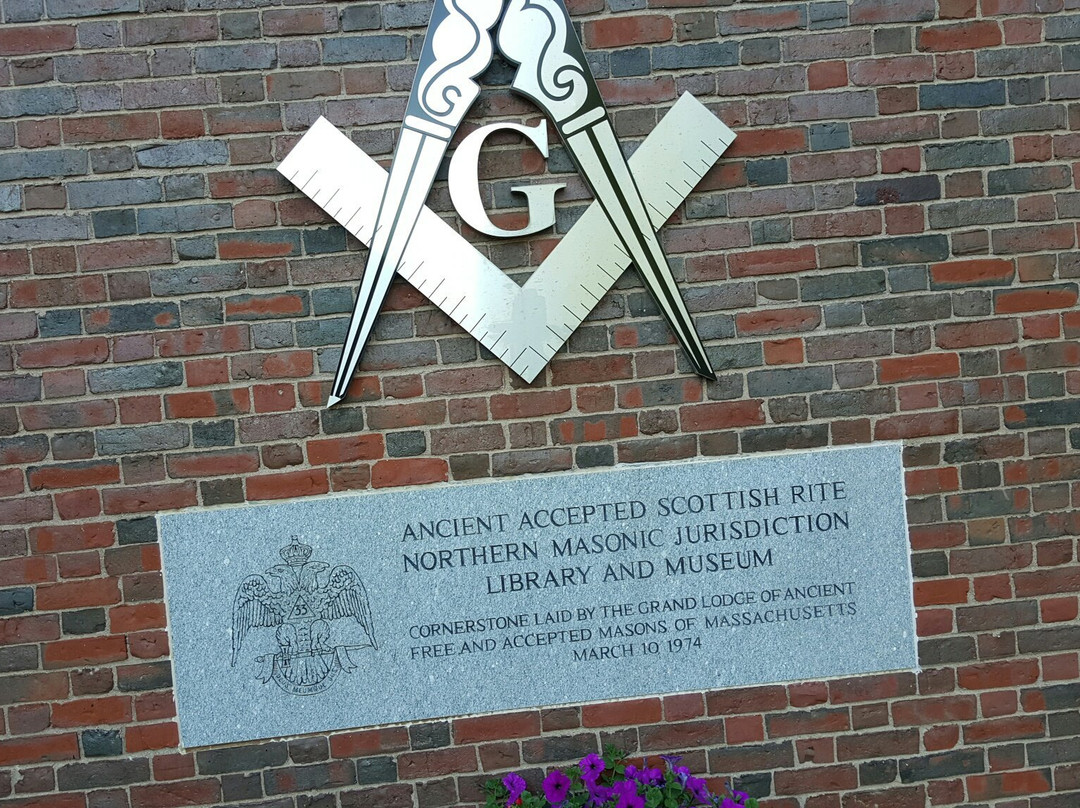 G
ANCIENT ACCEPTED SCOTTISH RITE
NORTHERN MASONIC JURISDICTION
LIBRARY AND MUSEUM
CORNERSTONE LAID BY THE GRAND LODGE OF ANCIENT
FREE AND ACCEPTED MASONS OF MASSACHUSETTS
MARCH 10 1974
33